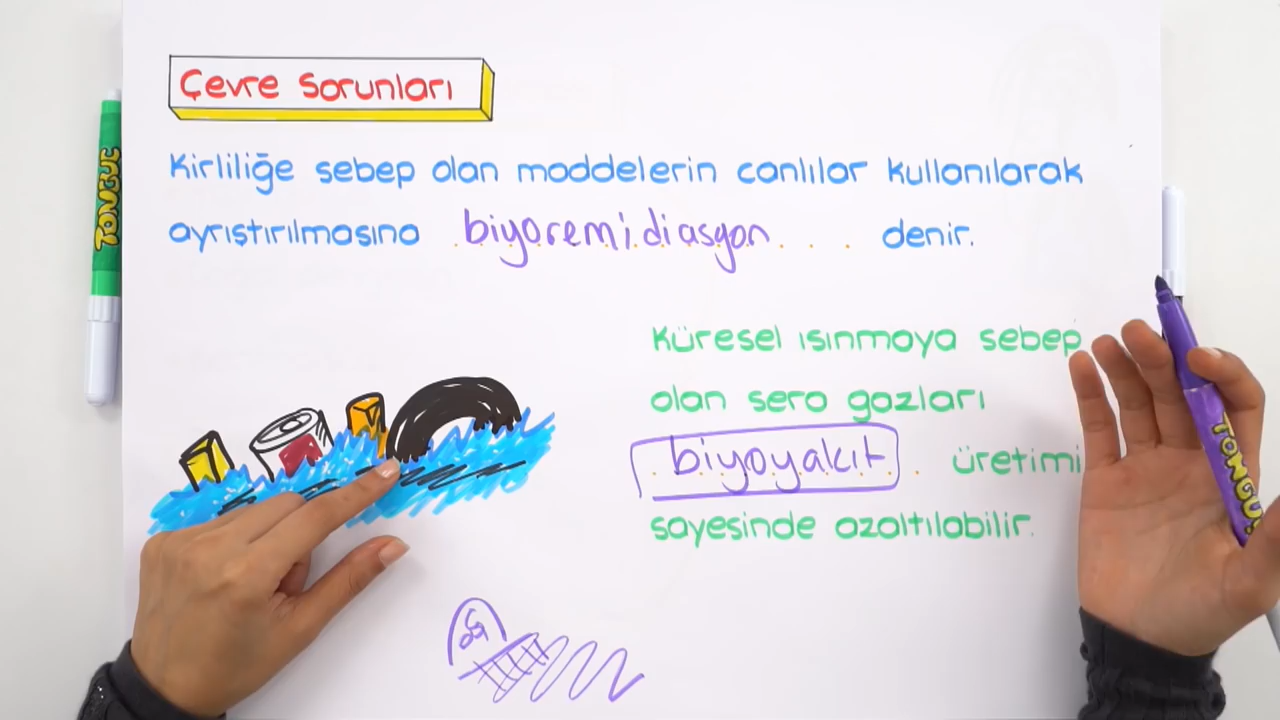 Çevre Sorunları
Kirliliğe sebep olan maddelerin canlılar kullanılarak
ayrıştırılmasına biyoremidiasyon . . . denir.
Küresel ısınmaya sebep
olan sera gazları
biyoyakıt . üretimi
sayesinde azaltılabilir.
TONGUÇ
TONGUÇ